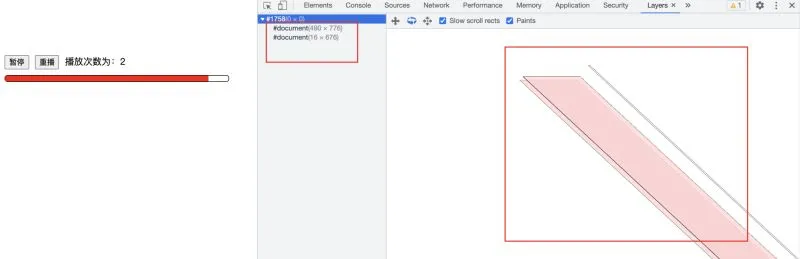 暂停 重播 播放次数为：2
Elements Console Sources Network Performance Memory Application Security Layers × » 1
#1758(0 × 0)
#document(480 × 776)
#document(16 × 676)
Slow scroll rects Paints